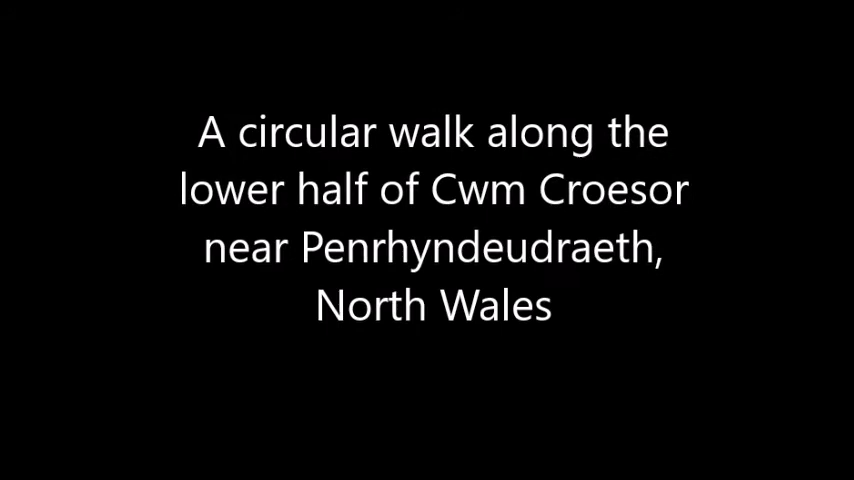 A circular walk along the
lower half of Cwm Croesor
near Penrhyndeudraeth,
North Wales